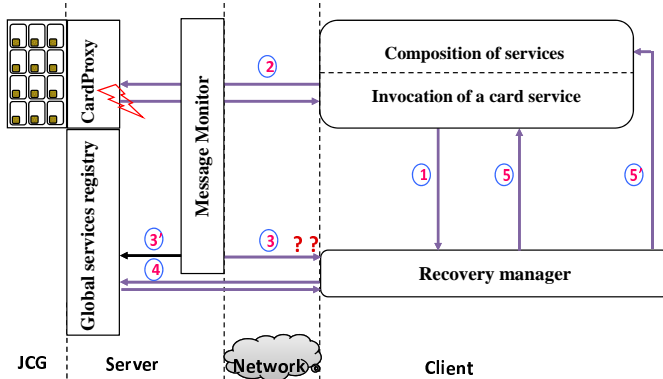 CardProxy
Global services registry
Message Monitor
Composition of services
Invocation of a card service
2
1
5
5’
3’
3
? ?
4
Recovery manager
JCG
Server
Network
Client